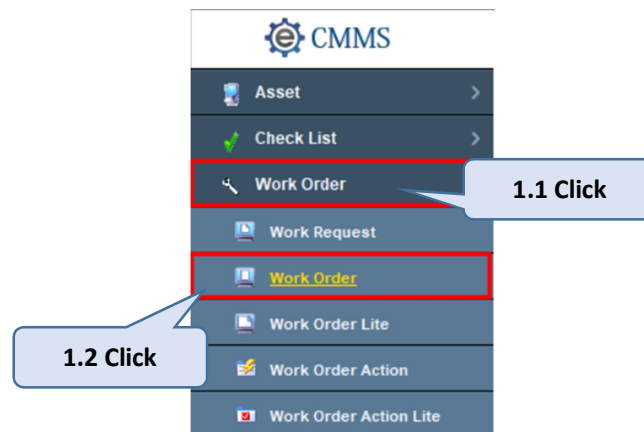 e CMMS
Asset
Check List
Work Order
1.1 Click
Work Request
Work Order
Work Order Lite
1.2 Click
Work Order Action
Work Order Action Lite